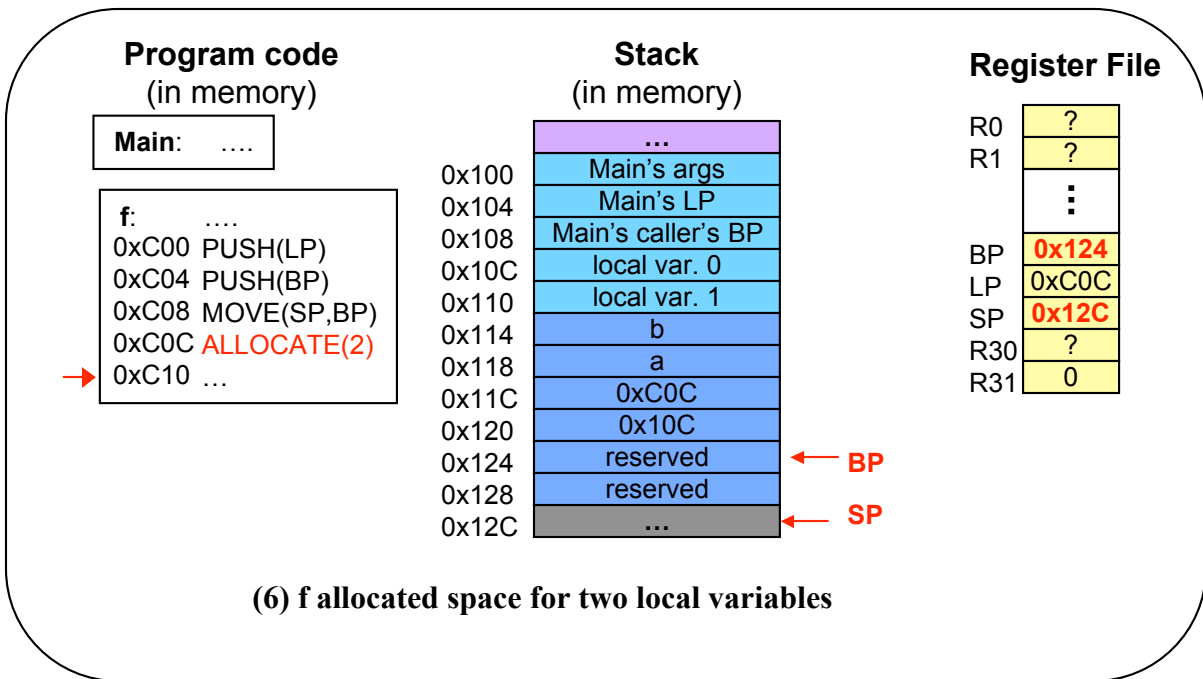 Program code
(in memory)
Main: ….
f: ….
0xC00 PUSH(LP)
0xC04 PUSH(BP)
0xC08 MOVE(SP,BP)
0xC0C ALLOCATE(2)
0xC10 …
Stack
(in memory)
...
0x100 Main’s args
0x104 Main’s LP
0x108 Main’s caller’s BP
0x10C local var. 0
0x110 local var. 1
0x114 b
0x118 a
0x11C 0xC0C
0x120 0x10C
0x124 reserved
BP
0x128 reserved
0x12C ...
SP
Register File
R0 ?
R1 ?
⋮
BP 0x124
LP 0xC0C
SP 0x12C
R30 ?
R31 0
(6) f allocated space for two local variables